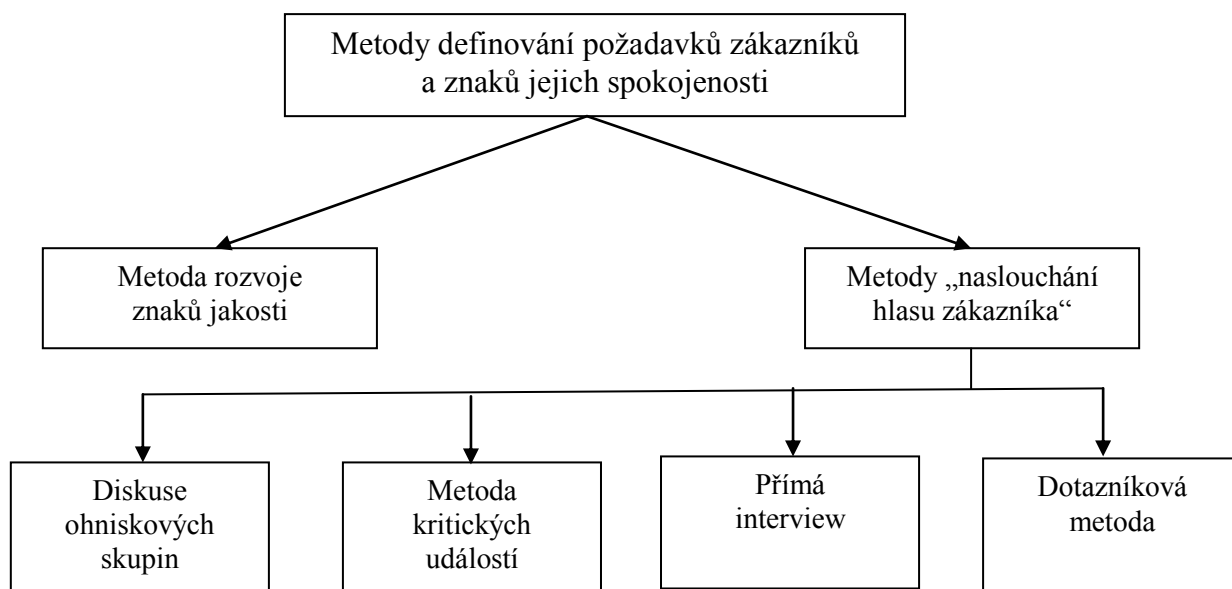 Metody definování požadavků zákazníků
a znaků jejich spokojenosti
Metoda rozvoje
znaků jakosti
Metody „naslouchání
hlasu zákazníka“
Diskuse
ohniskových
skupin
Metoda
kritických
událostí
Přímá
interview
Dotazníková
metoda